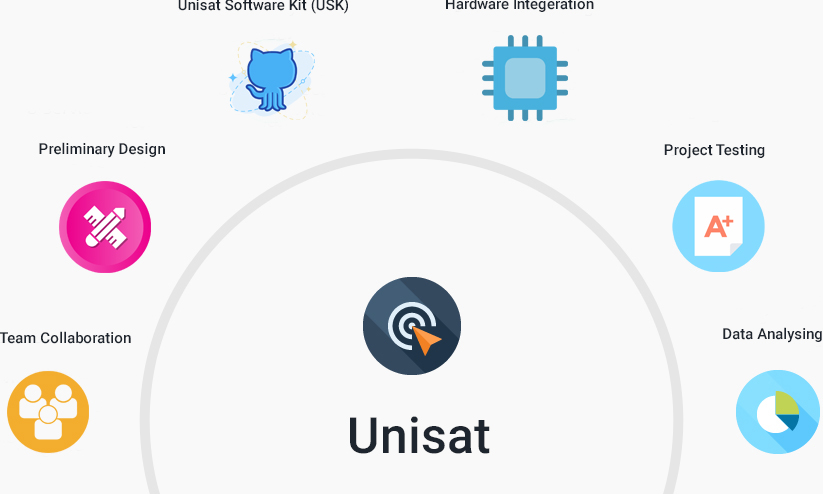 Unisat Software Kit (USK)
Hardware Integeration
Preliminary Design
Project Testing
A+
Team Collaboration
Data Analysing
Unisat